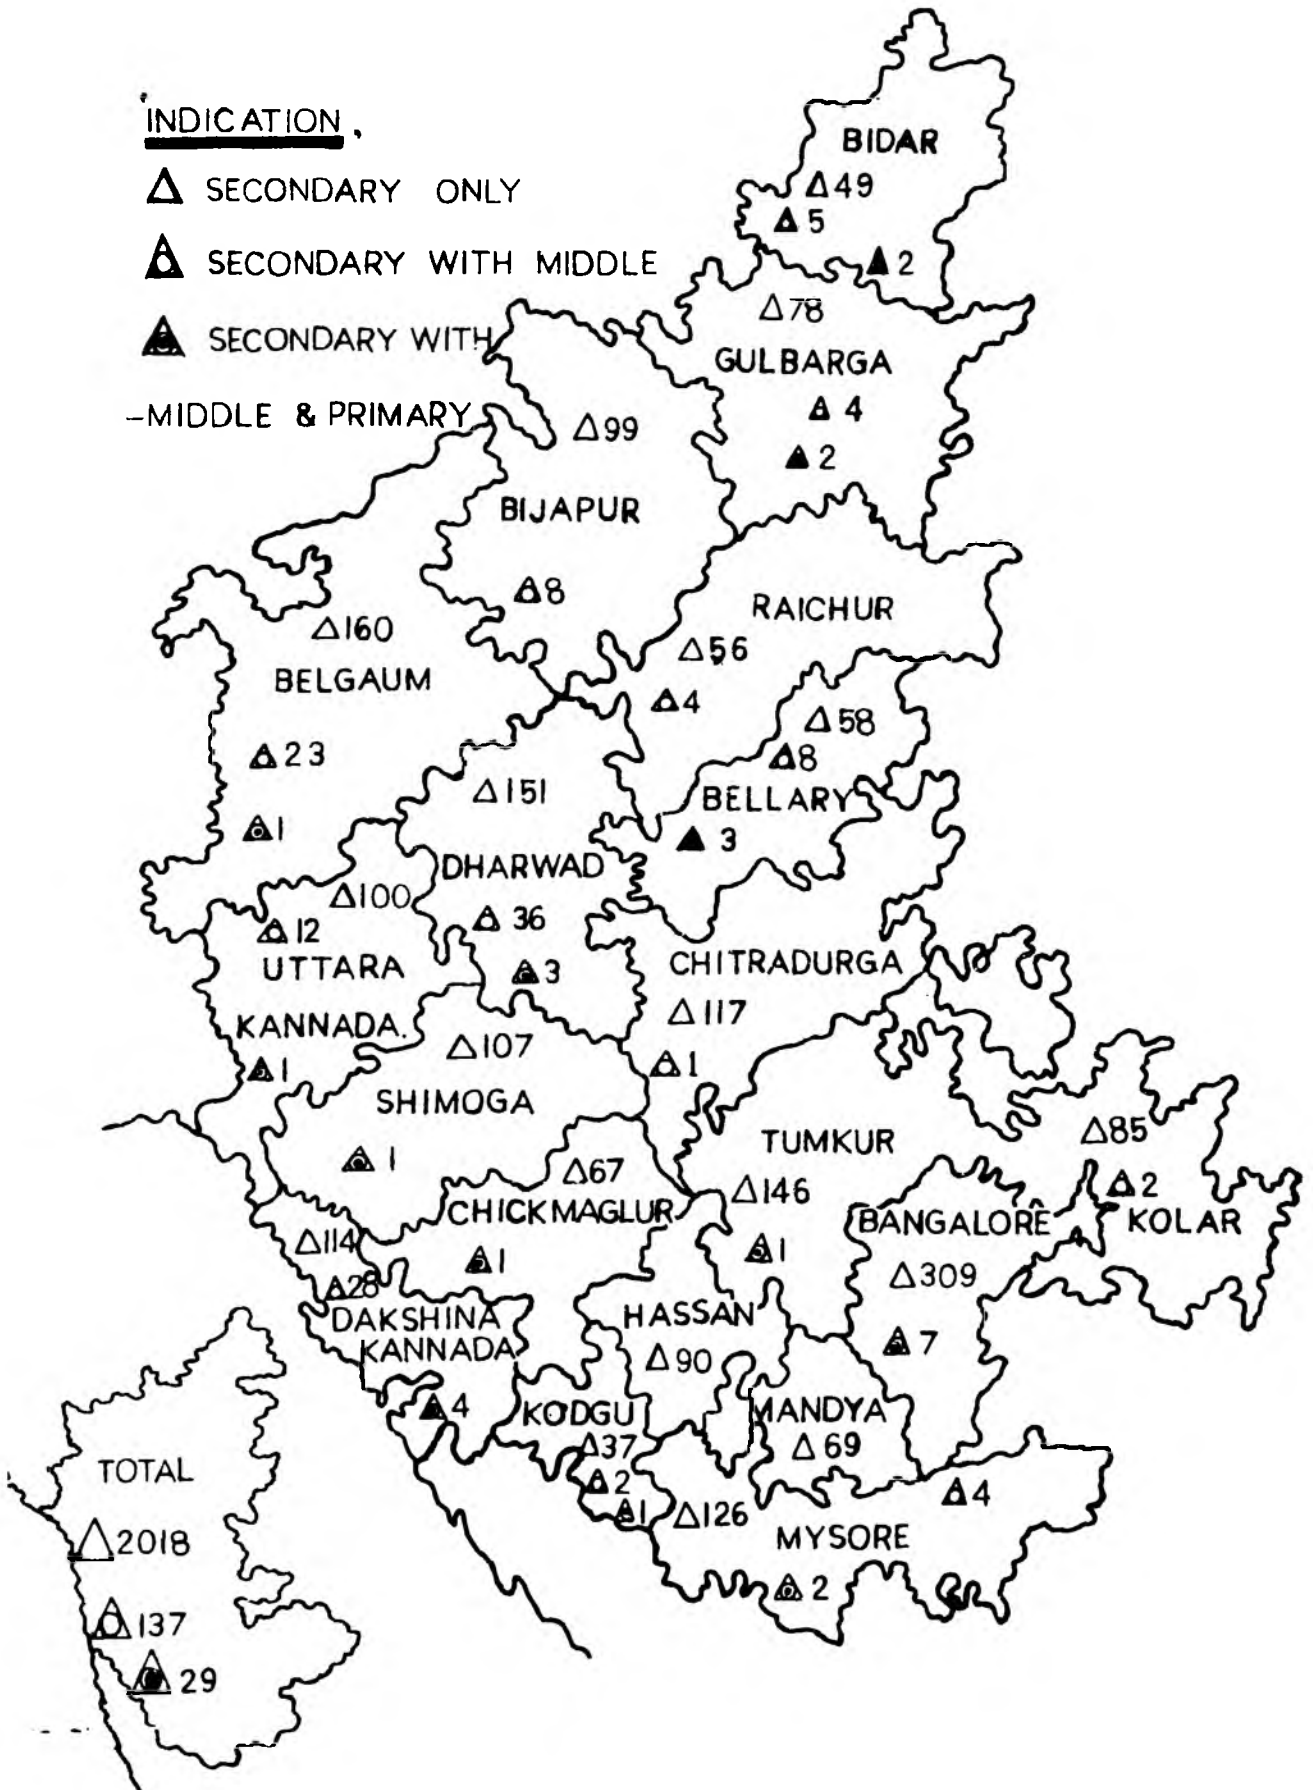 INDICATION
△ SECONDARY ONLY
SECONDARY WITH MIDDLE
SECONDARY WITH
-MIDDLE & PRIMARY
BIDAR
△49
5
▲2
△78
GULBARGA
4
▲2
△99
BIJAPUR
8
RAICHUR
△56
4
△160
BELGAUM
23
1
△58
8
BELLARY
▲3
△151
DHARWAD
36
3
△100
12
UTTARA
KANNADA.
1
CHITRADURGA
△117
1
△107
SHIMOGA
1
TUMKUR
△146
1
△85
2
KOLAR
△67
CHICKMAGLUR
1
BANGALORE
△309
7
△114
28
DAKSHINA
KANNADA
4
HASSAN
△90
KODGU
△37
2
1
MANDYA
△69
△126
4
MYSORE
2
TOTAL
△2018
137
29